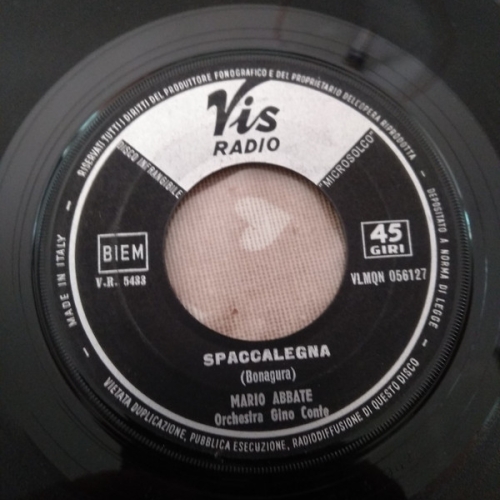 RISERVATI TUTTI I DIRITTI DEL PRODUTTORE FONOGRAFICO E DEL PROPRIETARIO DELL'OPERA RIPRODOTTA
DEPOSITATO A NORMA DI LEGGE
Vis
RADIO
DISCO INFRANGIBILE
"MICROSOLCO"
MADE IN ITALY
BIEM
V.R. 5433
45
GIRI
VLMQN 056127
SPACCALEGNA
(Bonagura)
MARIO ABBATE
Orchestra Gino Conte
VIETATA DUPLICAZIONE, PUBBLICA ESECUZIONE, RADIODIFFUSIONE DI QUESTO DISCO